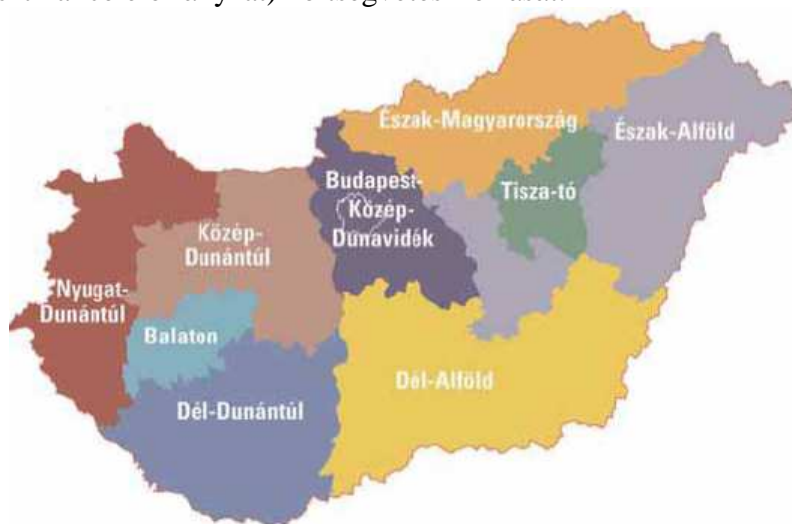 Észak-Magyarország
Észak-Alföld
Budapest-
Közép-
Dunavidék
Tisza-tó
Közép-
Dunántúl
Nyugat-
Dunántúl
Balaton
Dél-Alföld
Dél-Dunántúl